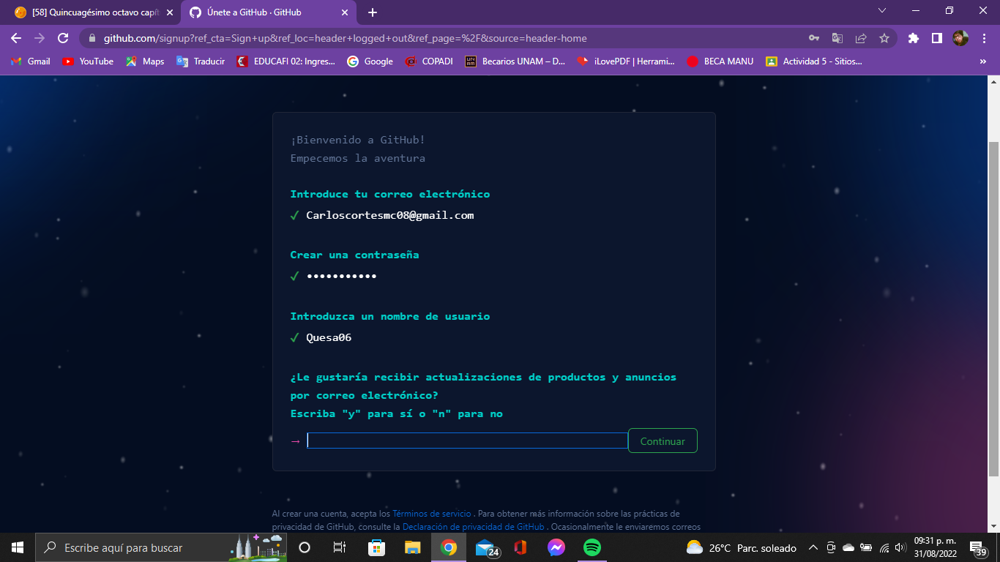 [58] Quincuagésimo octavo capít
Únete a GitHub · GitHub
github.com/signup?ref_cta=Sign+up&ref_loc=header+logged+out&ref_page=%2F&source=header-home
Gmail
YouTube
Maps
Traducir
EDUCAFI 02: Ingres...
Google
COPADI
Becarios UNAM – D...
iLovePDF | Herrami...
BECA MANU
Actividad 5 - Sitios...
»
¡Bienvenido a GitHub!
Empecemos la aventura
Introduce tu correo electrónico
✓ Carloscortesmc08@gmail.com
Crear una contraseña
✓ •••••••••••
Introduzca un nombre de usuario
✓ Quesa06
¿Le gustaría recibir actualizaciones de productos y anuncios
por correo electrónico?
Escriba "y" para sí o "n" para no
→ Continuar
Al crear una cuenta, acepta los Términos de servicio . Para obtener más información sobre las prácticas de
privacidad de GitHub, consulte la Declaración de privacidad de GitHub . Ocasionalmente le enviaremos correos
Escribe aquí para buscar
24
26°C Parc. soleado
09:31 p. m.
31/08/2022
39